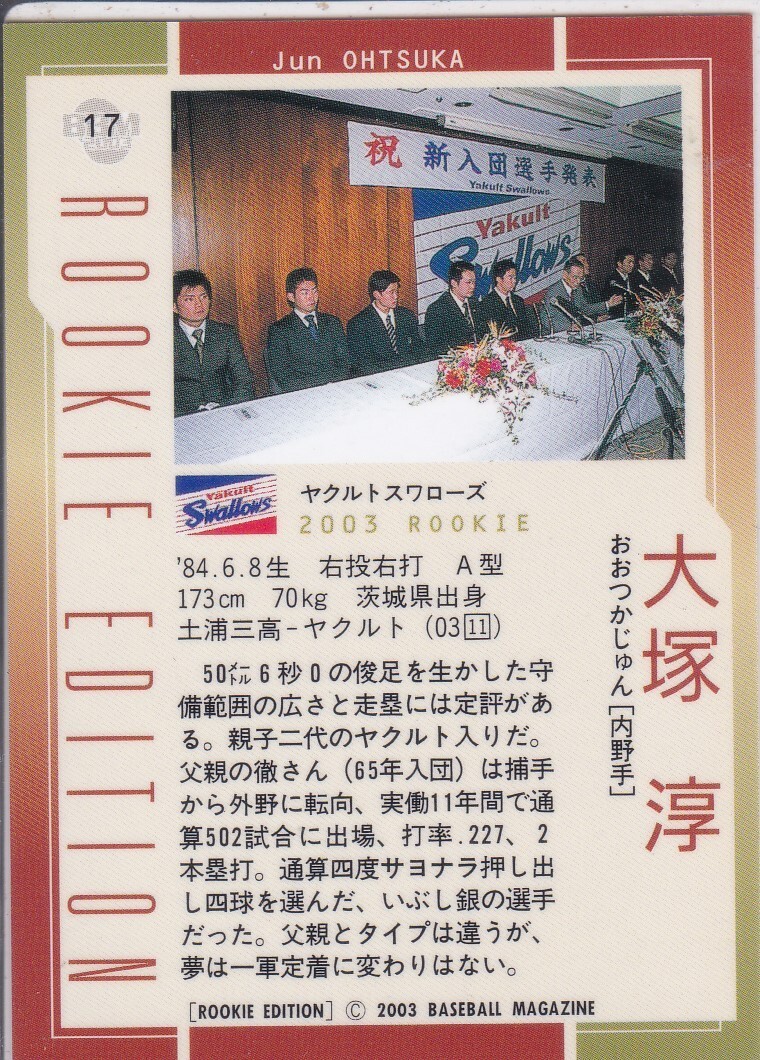 Jun OHTSUKA
17
BBM
2003
祝 新入団選手発表
Yakult Swallows
Yakult
Swallows
ROOKIE EDITION
Yakult
Swallows
ヤクルトスワローズ
2003 ROOKIE
'84.6.8生 右投右打 A型
173cm 70kg 茨城県出身
土浦三高-ヤクルト(03⑪)
50㍍6秒0の俊足を生かした守
備範囲の広さと走塁には定評があ
る。親子二代のヤクルト入りだ。
父親の徹さん(65年入団)は捕手
から外野に転向、実働11年間で通
算502試合に出場、打率.227、2
本塁打。通算四度サヨナラ押し出
し四球を選んだ、いぶし銀の選手
だった。父親とタイプは違うが、
夢は一軍定着に変わりはない。
大塚 淳
おおつかじゅん[内野手]
[ROOKIE EDITION] © 2003 BASEBALL MAGAZINE